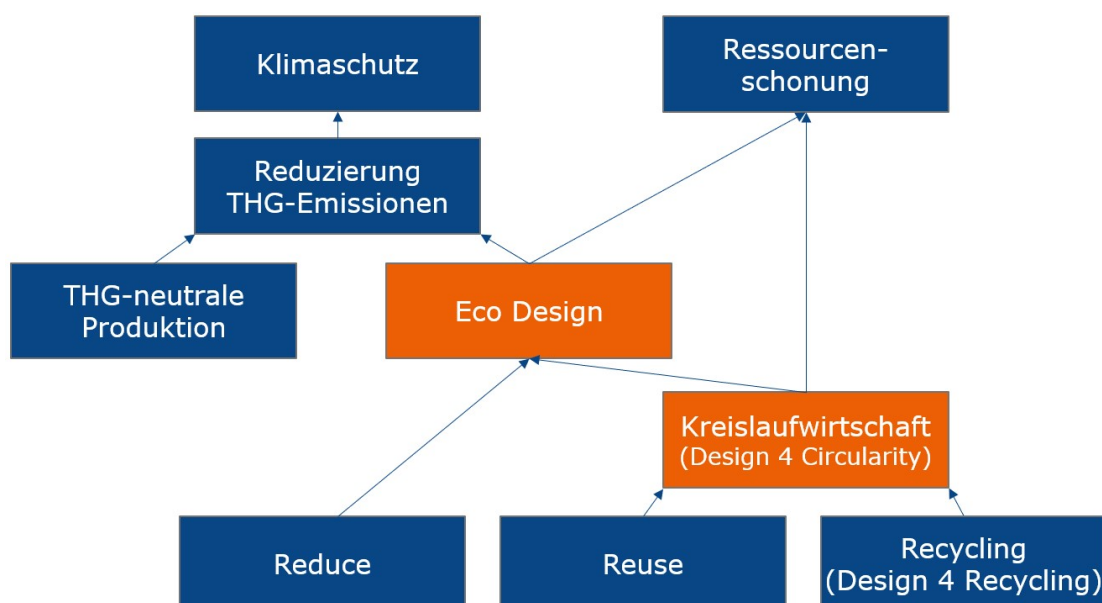 Klimaschutz
Ressourcen-
schonung
Reduzierung
THG-Emissionen
THG-neutrale
Produktion
Eco Design
Kreislaufwirtschaft
(Design 4 Circularity)
Reduce
Reuse
Recycling
(Design 4 Recycling)